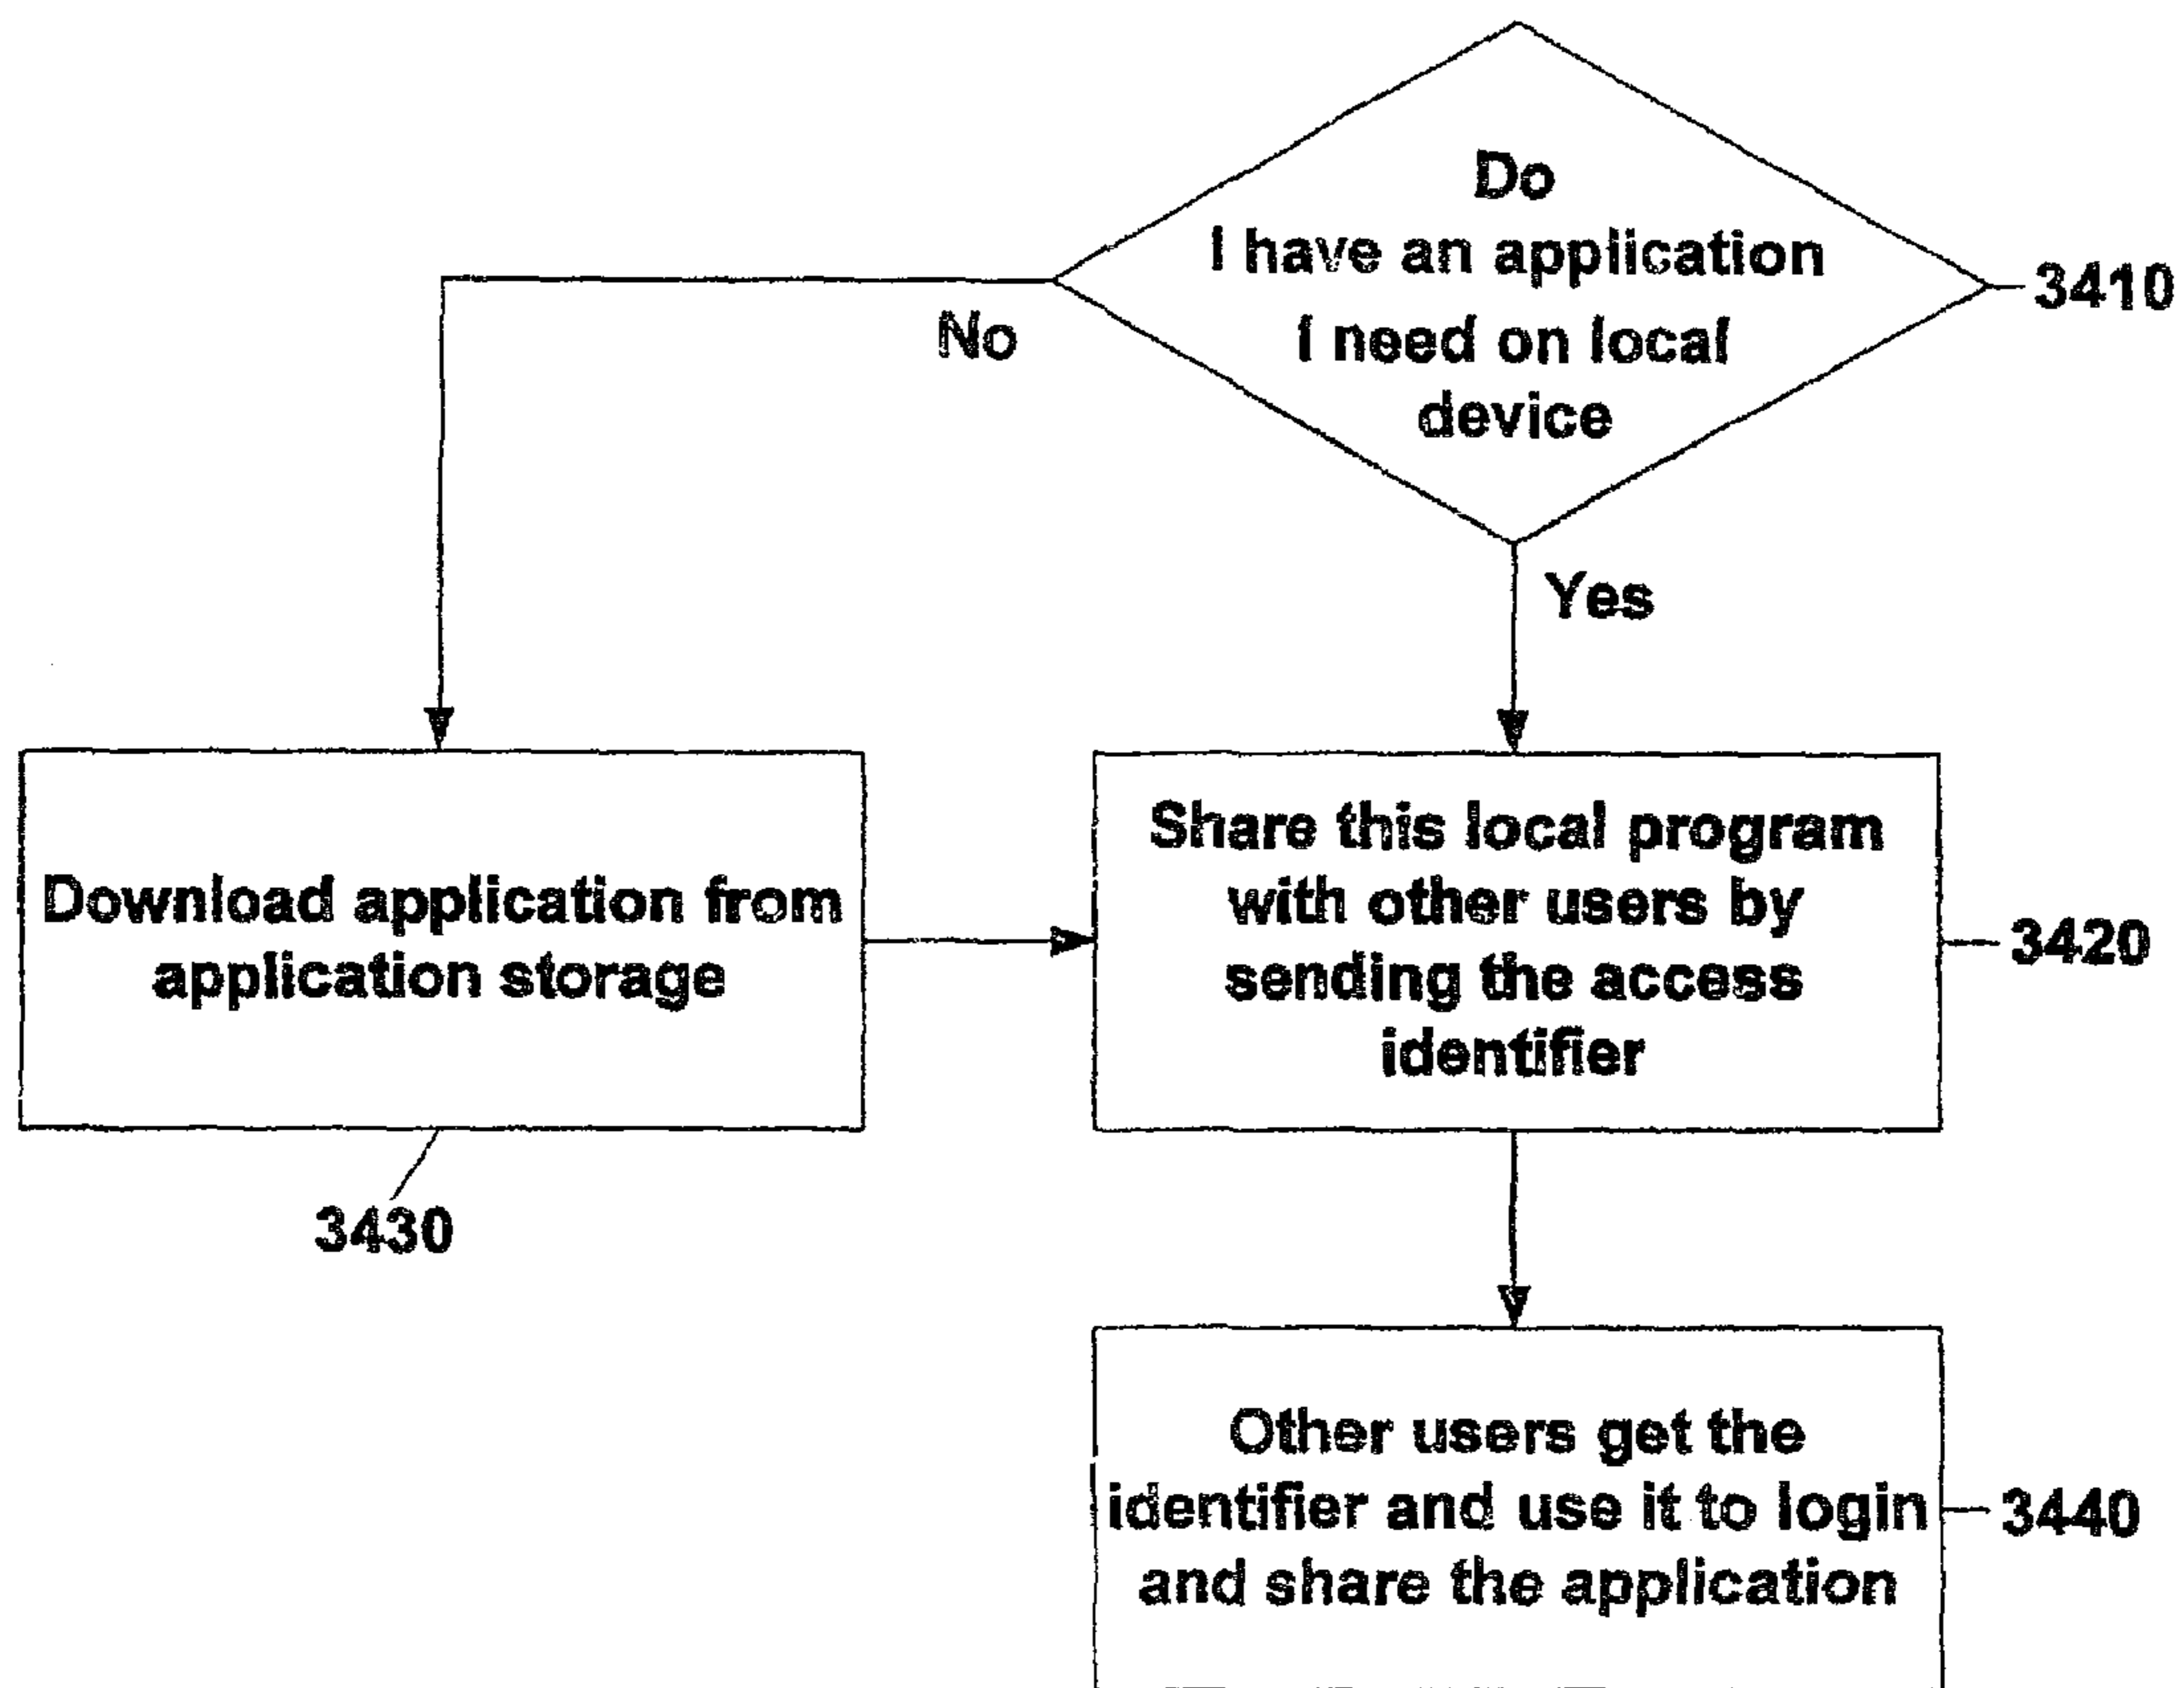 Do
I have an application
I need on local
device
3410
No
Yes
Download application from
application storage
3430
Share this local program
with other users by
sending the access
identifier
3420
Other users get the
identifier and use it to login
and share the application
3440